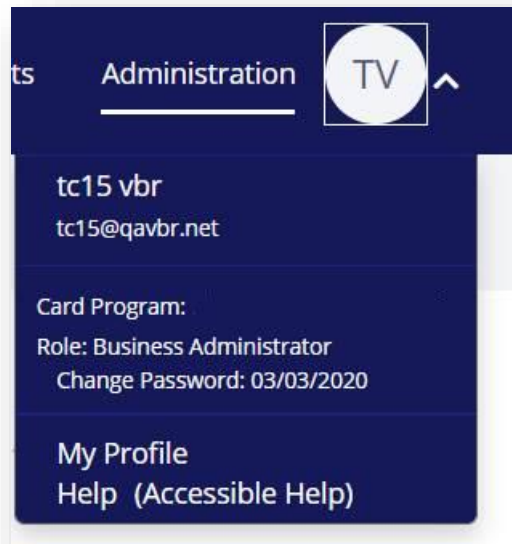 ts Administration TV
tc15 vbr
tc15@qavbr.net
Card Program:
Role: Business Administrator
Change Password: 03/03/2020
My Profile
Help (Accessible Help)